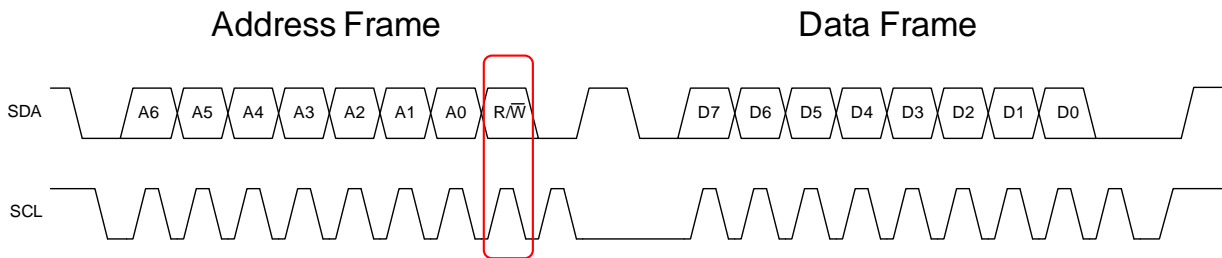 Address Frame Data Frame
SDA A6 A5 A4 A3 A2 A1 A0 R/W̅ D7 D6 D5 D4 D3 D2 D1 D0
SCL